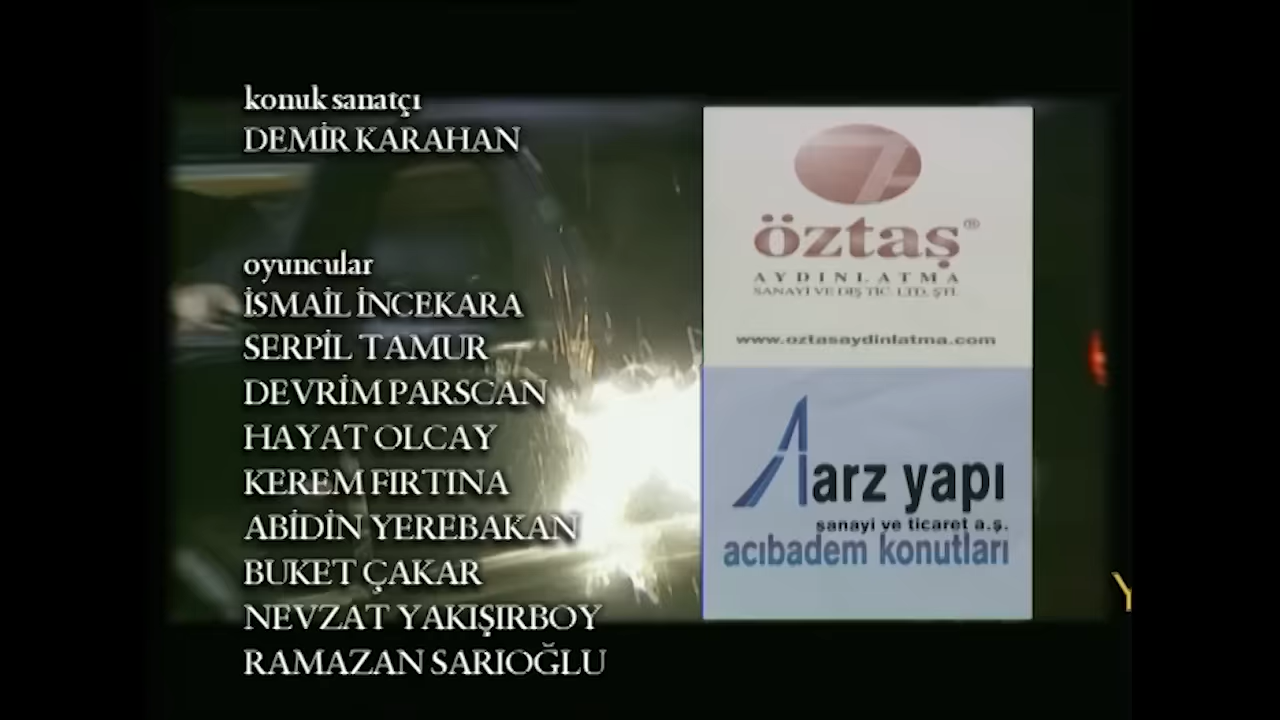 konuk sanatçı
DEMİR KARAHAN
oyuncular
İSMAİL İNCEKARA
SERPİL TAMUR
DEVRİM PARSCAN
HAYAT OLCAY
KEREM FIRTINA
ABİDİN YEREBAKAN
BUKET ÇAKAR
NEVZAT YAKIŞIRBOY
RAMAZAN SARIOĞLU
öztaş®
AYDINLATMA
SANAYİ VE DIŞ TİC. LTD. ŞTİ.
www.oztasaydinlatma.com
arz yapı
sanayi ve ticaret a.ş.
acıbadem konutları
Y